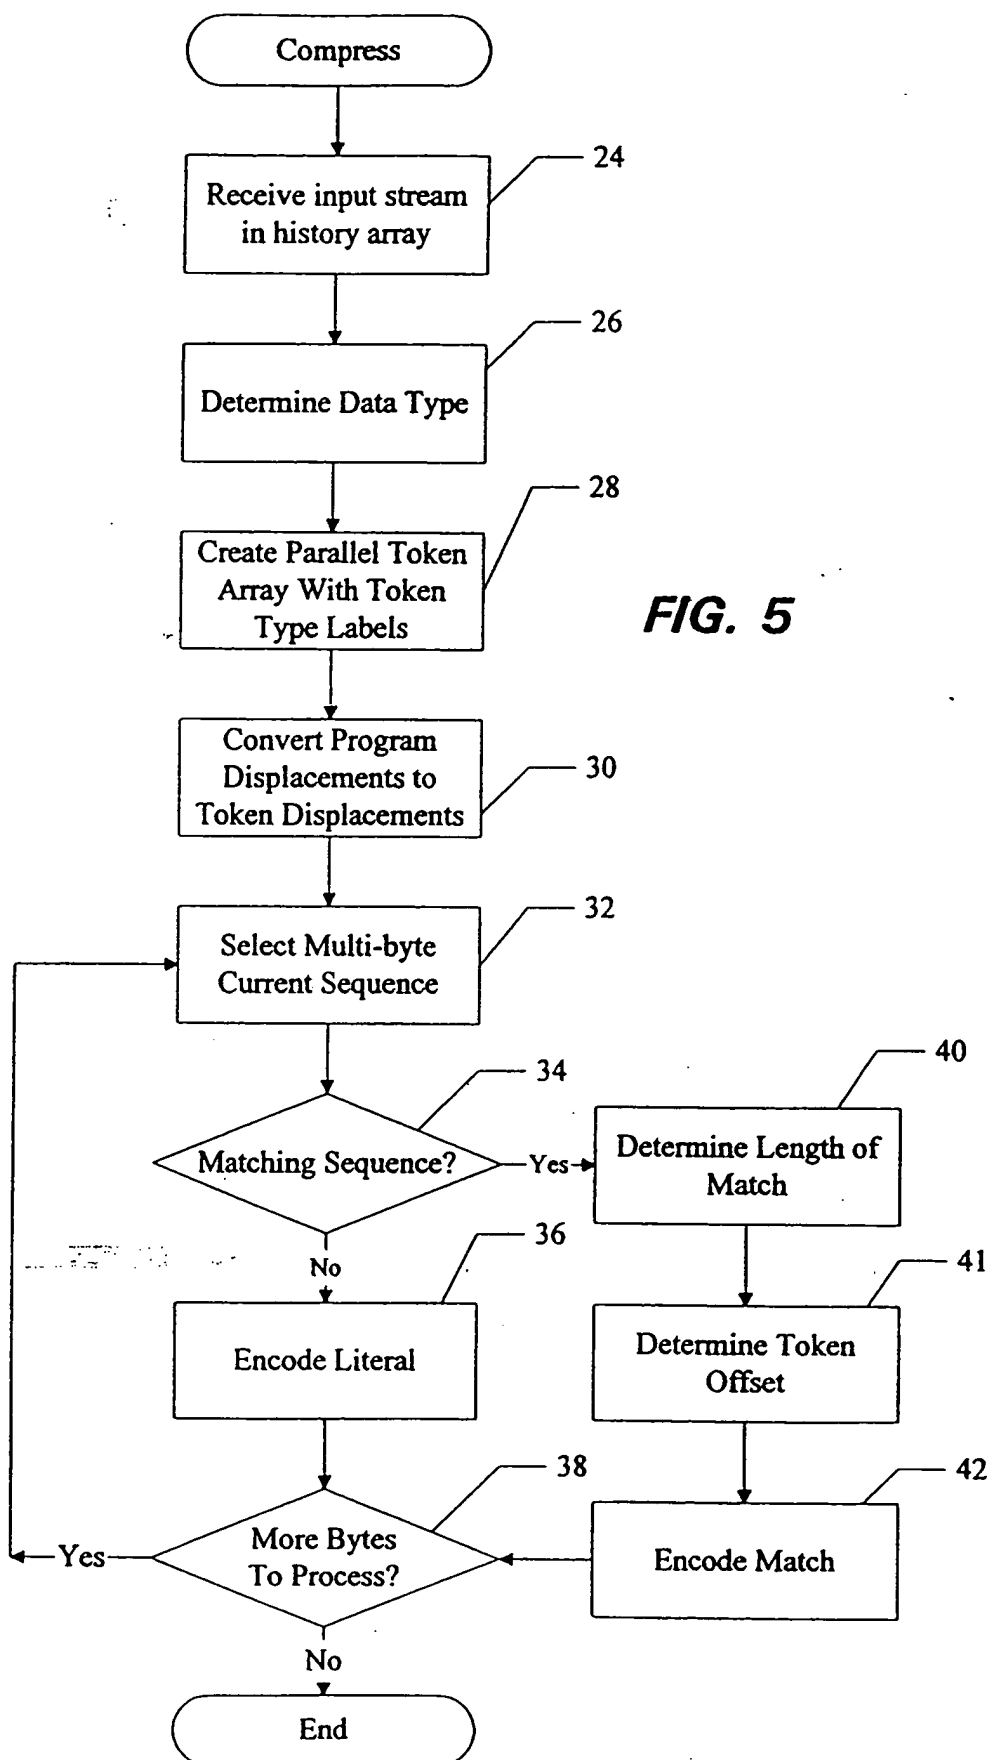 Compress
24
Receive input stream
in history array
26
Determine Data Type
28
Create Parallel Token
Array With Token
Type Labels
FIG. 5
Convert Program
Displacements to
Token Displacements
30
32
Select Multi-byte
Current Sequence
40
34
Matching Sequence?
Yes
Determine Length of
Match
36
No
41
Encode Literal
Determine Token
Offset
38
42
More Bytes
To Process?
Yes
Encode Match
No
End